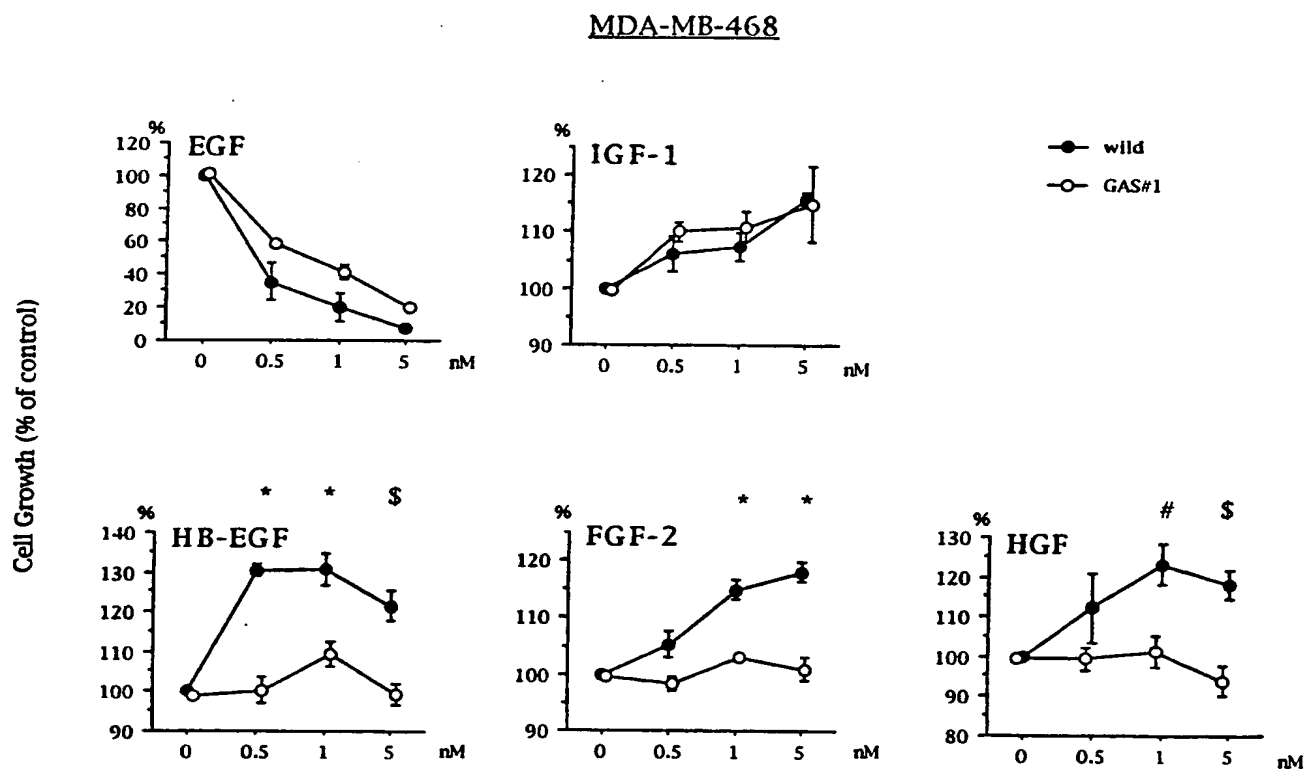 MDA-MB-468
%
EGF
120
100
80
60
40
20
0
0 0.5 1 5 nM
%
IGF-1
120
110
100
90
0 0.5 1 5 nM
wild
GAS#1
Cell Growth (% of control)
* * $
%
HB-EGF
140
130
120
110
100
90
0 0.5 1 5 nM
* *
%
FGF-2
120
110
100
90
0 0.5 1 5 nM
# $
%
HGF
130
120
110
100
90
80
0 0.5 1 5 nM